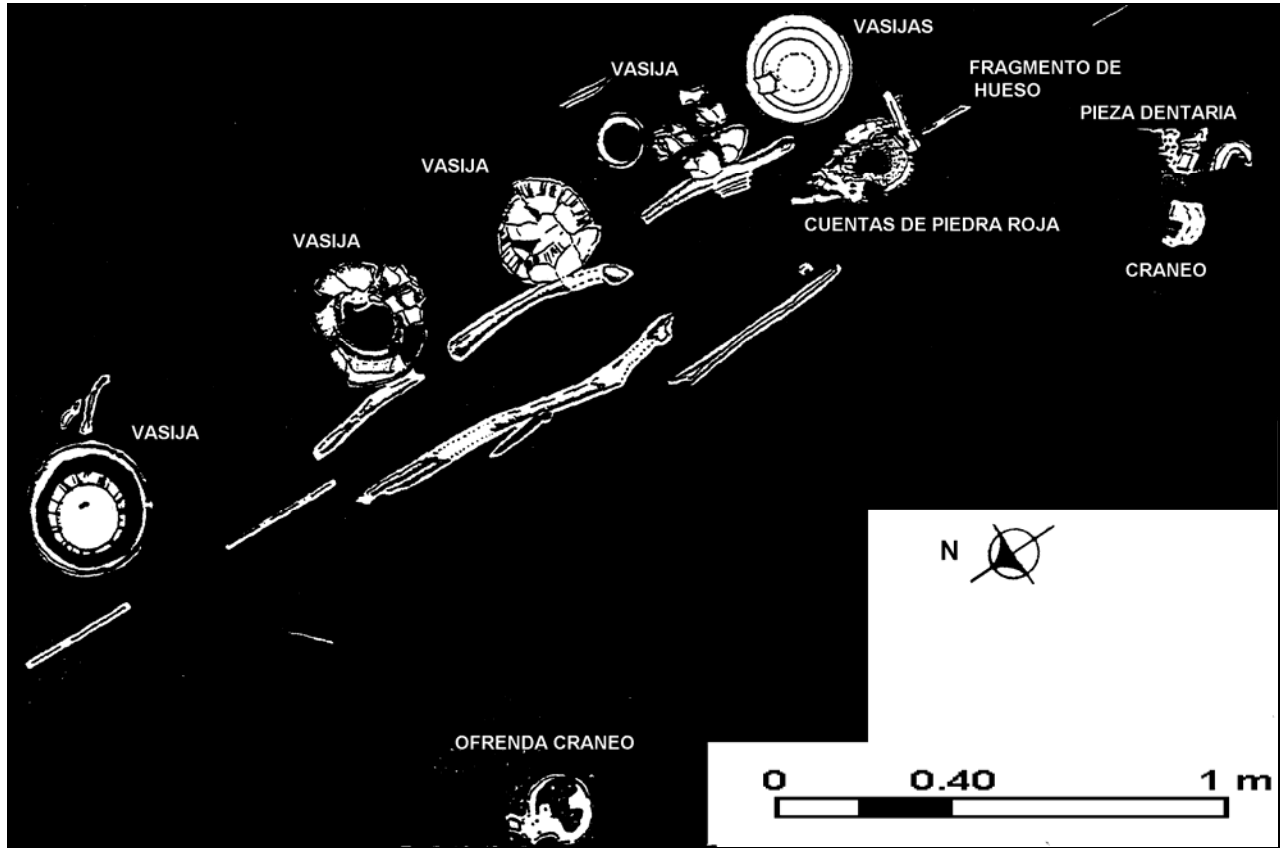 VASIJAS
VASIJA
FRAGMENTO DE
HUESO
PIEZA DENTARIA
VASIJA
CUENTAS DE PIEDRA ROJA
VASIJA
CRANEO
VASIJA
N
OFRENDA CRANEO
0 0.40 1 m